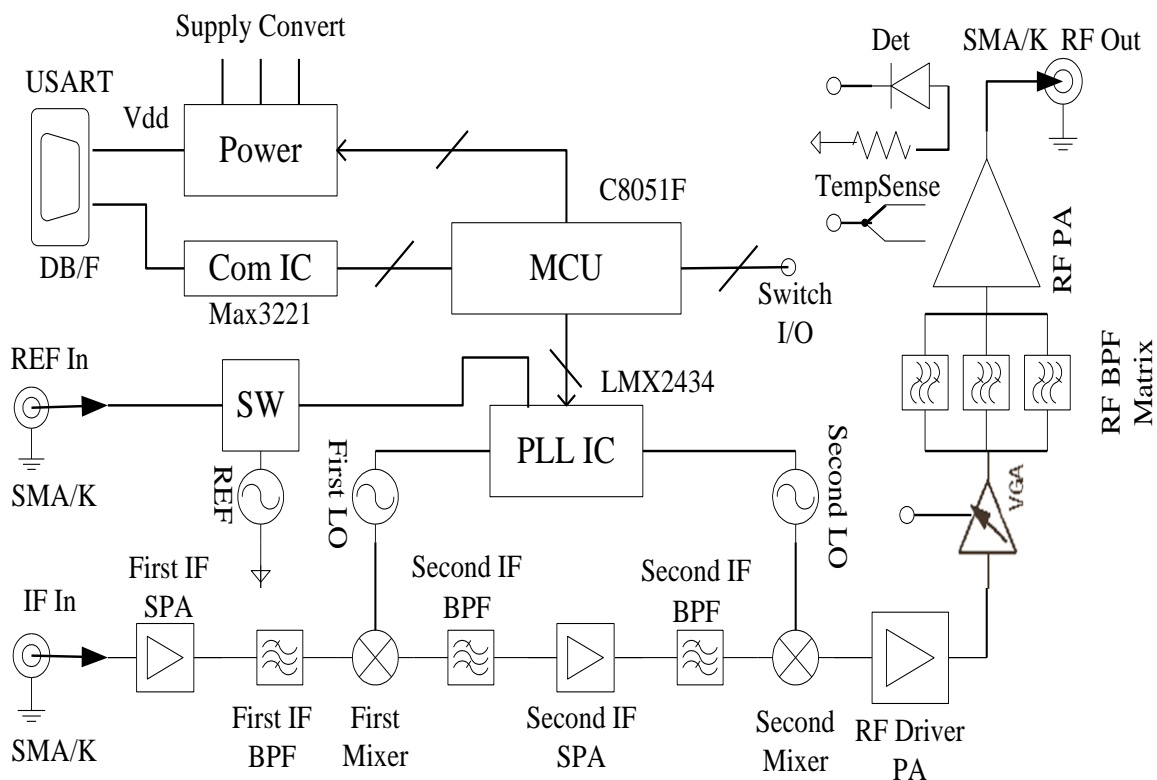 Supply Convert
USART
Vdd
Power
DB/F
Com IC
Max3221
C8051F
MCU
Switch
I/O
Det
SMA/K RF Out
TempSense
RF PA
RF BPF
Matrix
VGA
REF In
SMA/K
SW
REF
LMX2434
PLL IC
First LO
Second LO
IF In
SMA/K
First IF
SPA
First IF
BPF
First
Mixer
Second IF
BPF
Second IF
SPA
Second IF
BPF
Second
Mixer
RF Driver
PA